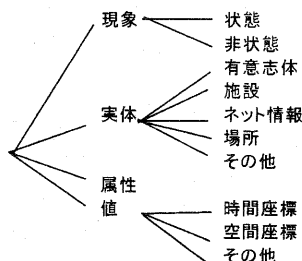 現象
状態
非状態
実体
有意志体
施設
ネット情報
場所
その他
属性
値
時間座標
空間座標
その他